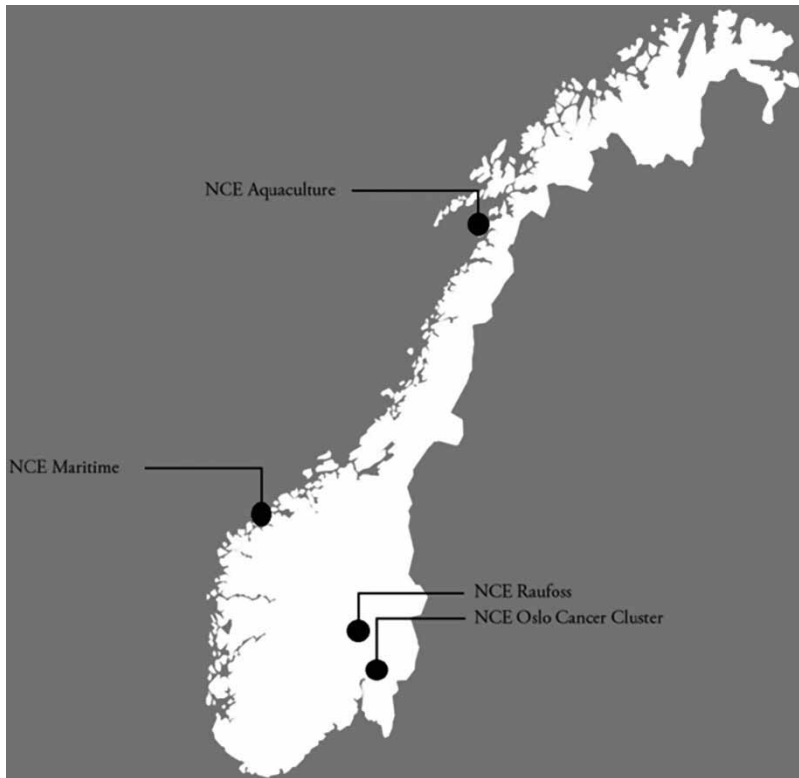 NCE Aquaculture
NCE Maritime
NCE Raufoss
NCE Oslo Cancer Cluster